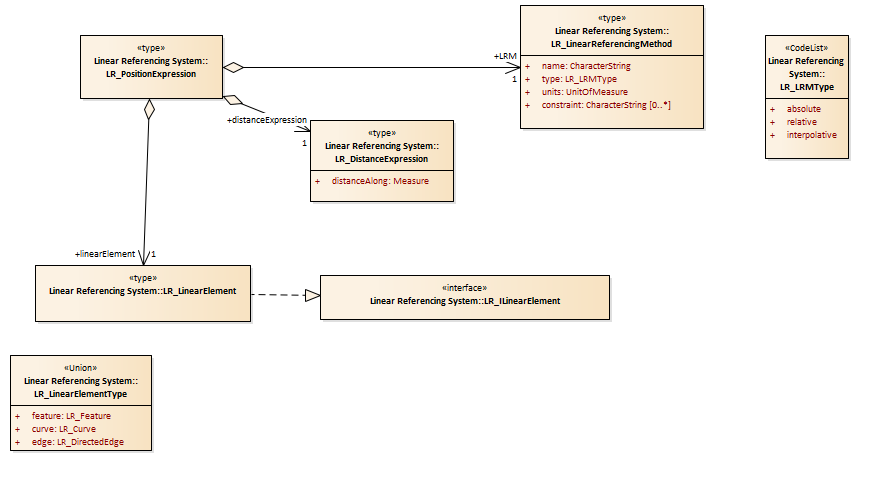 «type»
Linear Referencing System::
LR_PositionExpression
+LRM
1
«type»
Linear Referencing System::
LR_LinearReferencingMethod
+ name: CharacterString
+ type: LR_LRMType
+ units: UnitOfMeasure
+ constraint: CharacterString [0..*]
«CodeList»
Linear Referencing
System::
LR_LRMType
+ absolute
+ relative
+ interpolative
+distanceExpression
1
«type»
Linear Referencing System::
LR_DistanceExpression
+ distanceAlong: Measure
+linearElement
1
«type»
Linear Referencing System::LR_LinearElement
«interface»
Linear Referencing System::LR_ILinearElement
«Union»
Linear Referencing System::
LR_LinearElementType
+ feature: LR_Feature
+ curve: LR_Curve
+ edge: LR_DirectedEdge